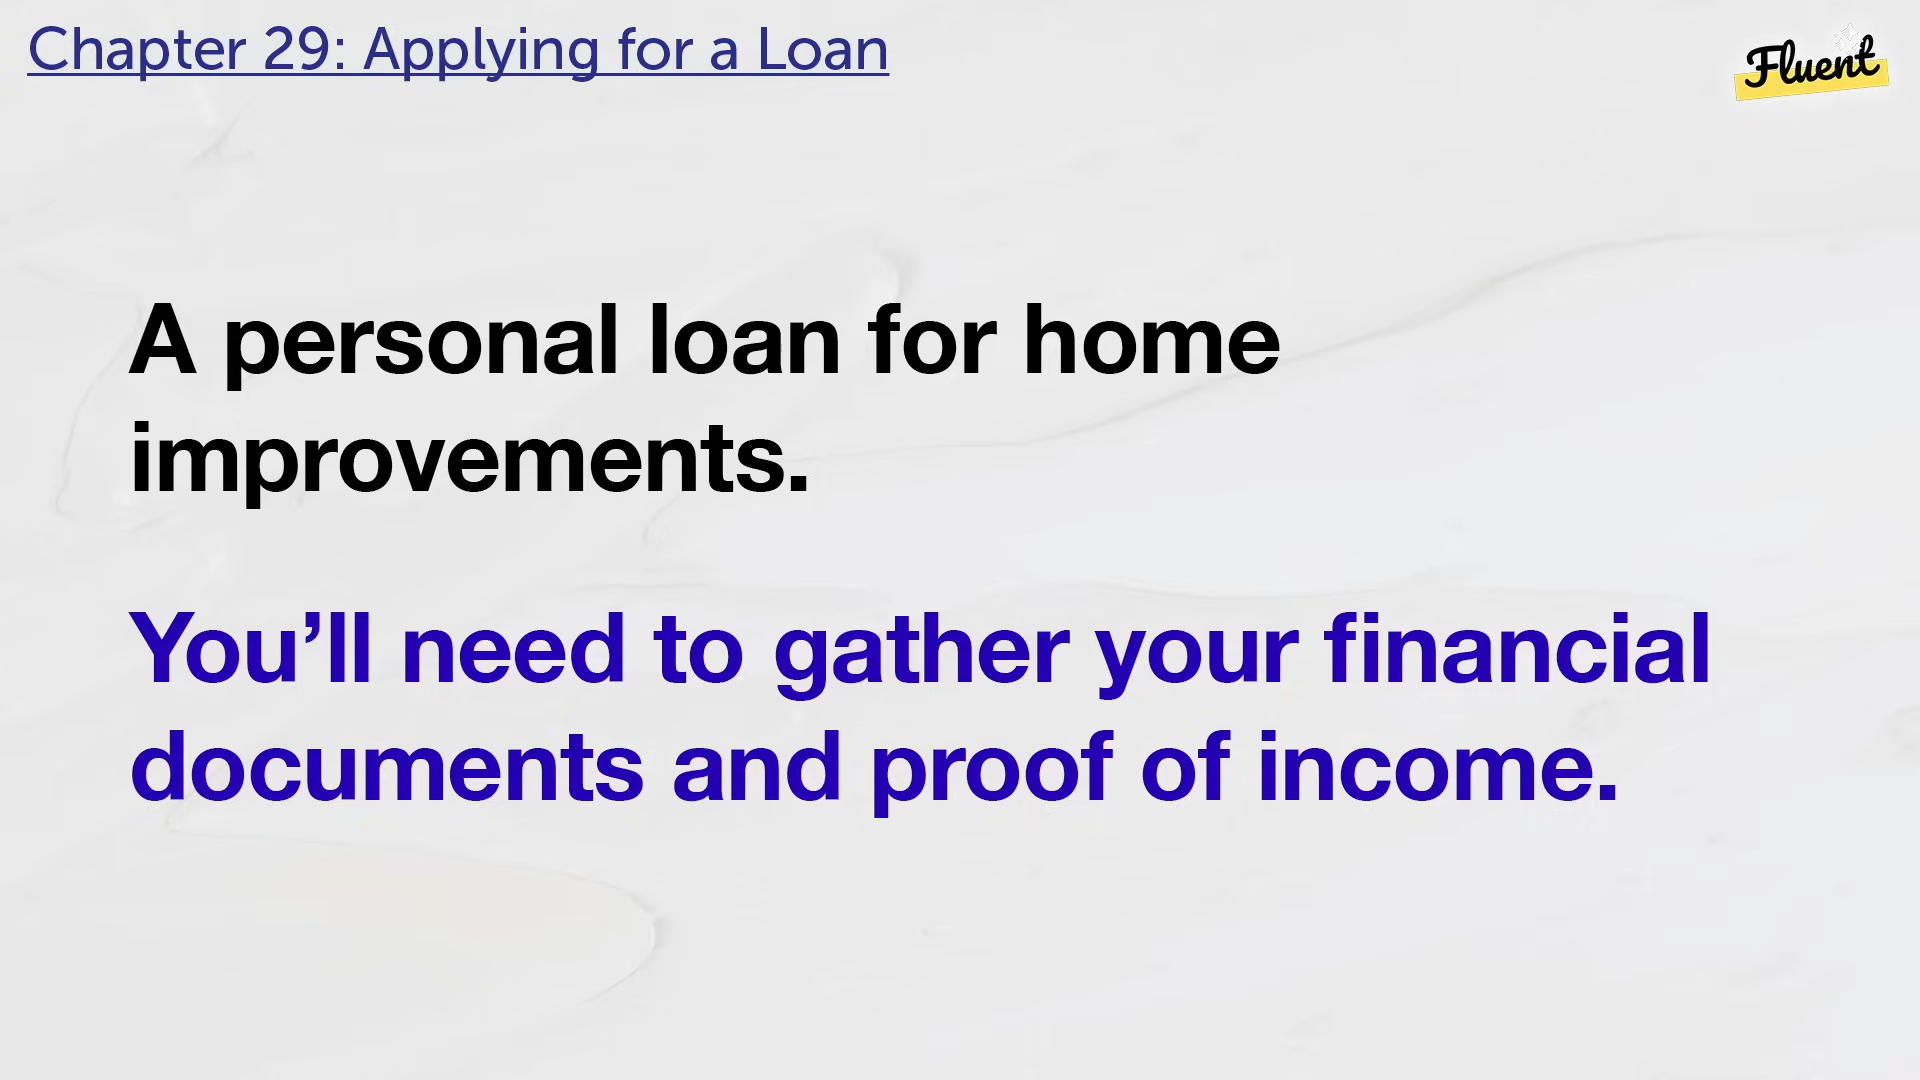 Chapter 29: Applying for a Loan
Fluent
A personal loan for home
improvements.
You’ll need to gather your financial
documents and proof of income.